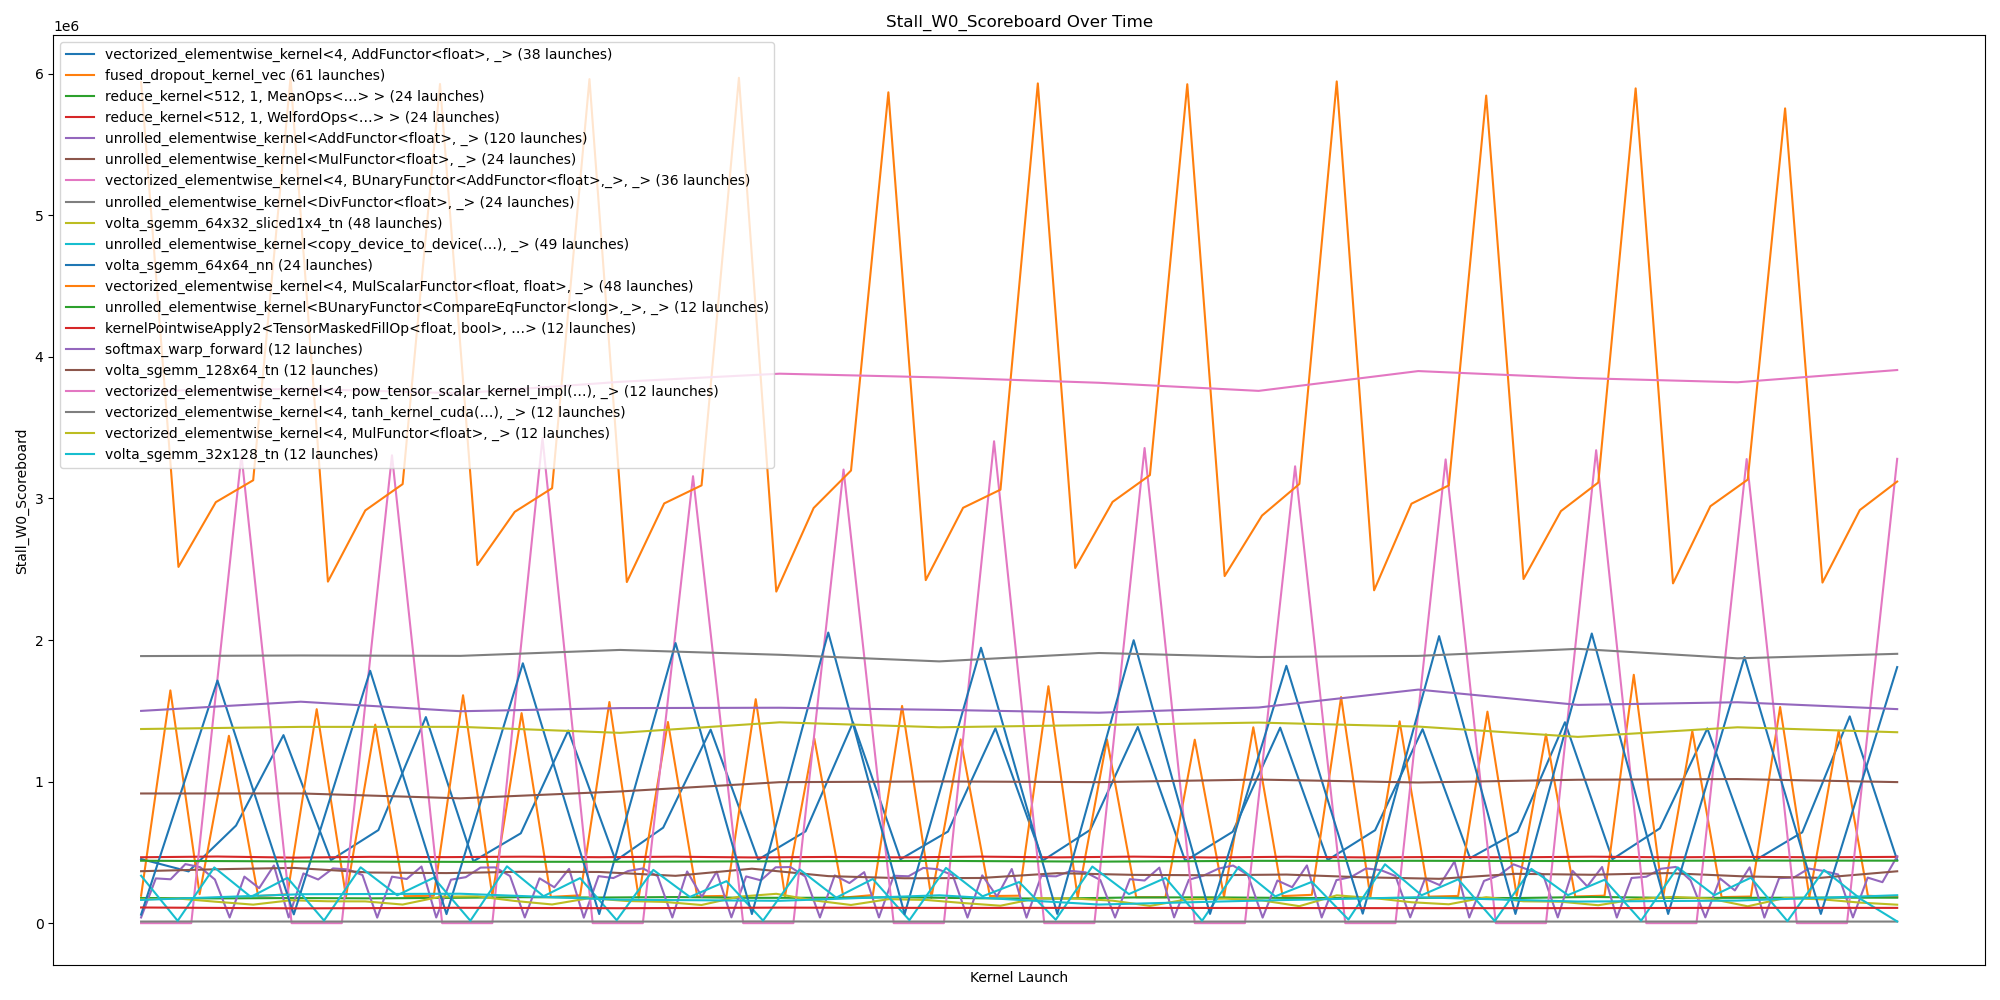 Stall_W0_Scoreboard Over Time
1e6
vectorized_elementwise_kernel<4, AddFunctor<float>, _> (38 launches)
fused_dropout_kernel_vec (61 launches)
reduce_kernel<512, 1, MeanOps<...> > (24 launches)
reduce_kernel<512, 1, WelfordOps<...> > (24 launches)
unrolled_elementwise_kernel<AddFunctor<float>, _> (120 launches)
unrolled_elementwise_kernel<MulFunctor<float>, _> (24 launches)
vectorized_elementwise_kernel<4, BUnaryFunctor<AddFunctor<float>,_>, _> (36 launches)
unrolled_elementwise_kernel<DivFunctor<float>, _> (24 launches)
volta_sgemm_64x32_sliced1x4_tn (48 launches)
unrolled_elementwise_kernel<copy_device_to_device(...), _> (49 launches)
volta_sgemm_64x64_nn (24 launches)
vectorized_elementwise_kernel<4, MulScalarFunctor<float, float>, _> (48 launches)
unrolled_elementwise_kernel<BUnaryFunctor<CompareEqFunctor<long>,_>, _> (12 launches)
kernelPointwiseApply2<TensorMaskedFillOp<float, bool>, ...> (12 launches)
softmax_warp_forward (12 launches)
volta_sgemm_128x64_tn (12 launches)
vectorized_elementwise_kernel<4, pow_tensor_scalar_kernel_impl(...), _> (12 launches)
vectorized_elementwise_kernel<4, tanh_kernel_cuda(...), _> (12 launches)
vectorized_elementwise_kernel<4, MulFunctor<float>, _> (12 launches)
volta_sgemm_32x128_tn (12 launches)
6
5
4
3
2
1
0
Stall_W0_Scoreboard
Kernel Launch